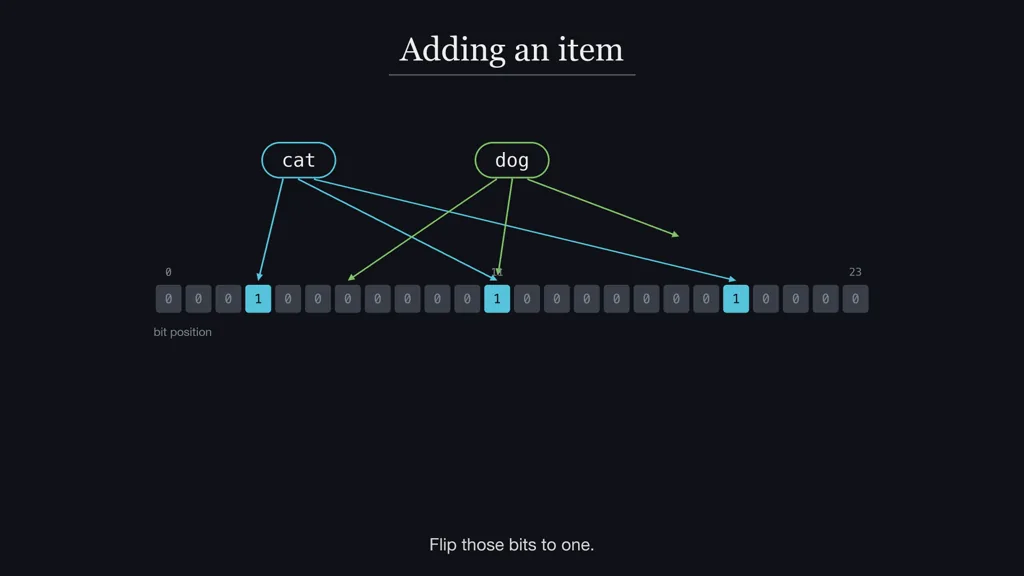 Adding an item
cat dog
0 11 23
0 0 0 1 0 0 0 0 0 0 0 1 0 0 0 0 0 0 0 1 0 0 0 0
bit position
Flip those bits to one.